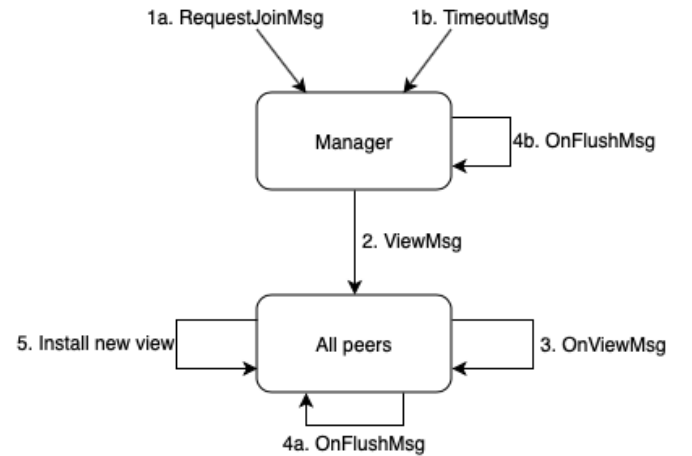 1a. RequestJoinMsg
1b. TimeoutMsg
Manager
4b. OnFlushMsg
2. ViewMsg
5. Install new view
All peers
3. OnViewMsg
4a. OnFlushMsg